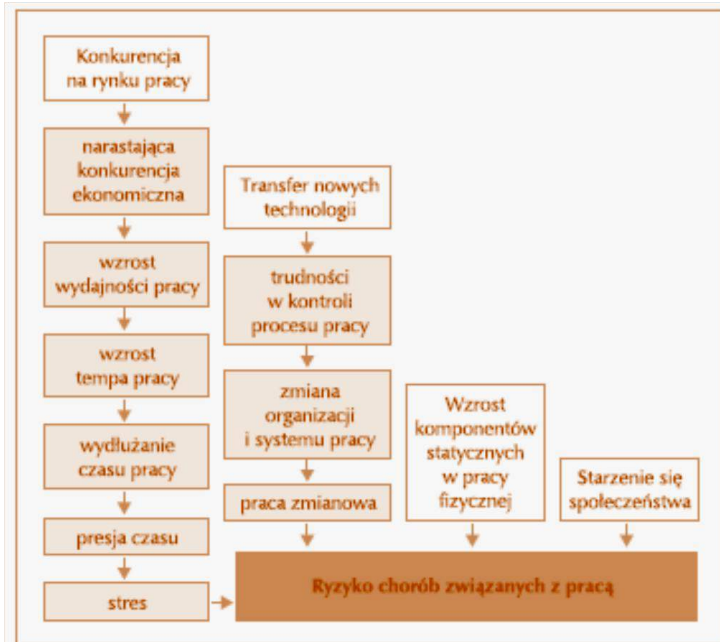 Konkurencja
na rynku pracy
narastająca
konkurencja
ekonomiczna
wzrost
wydajności pracy
wzrost
tempa pracy
wydłużanie
czasu pracy
presja czasu
stres
Transfer nowych
technologii
trudności
w kontroli
procesu pracy
zmiana
organizacji
i systemu pracy
praca zmianowa
Wzrost
komponentów
statycznych
w pracy
fizycznej
Starzenie się
społeczeństwa
Ryzyko chorób związanych z pracą